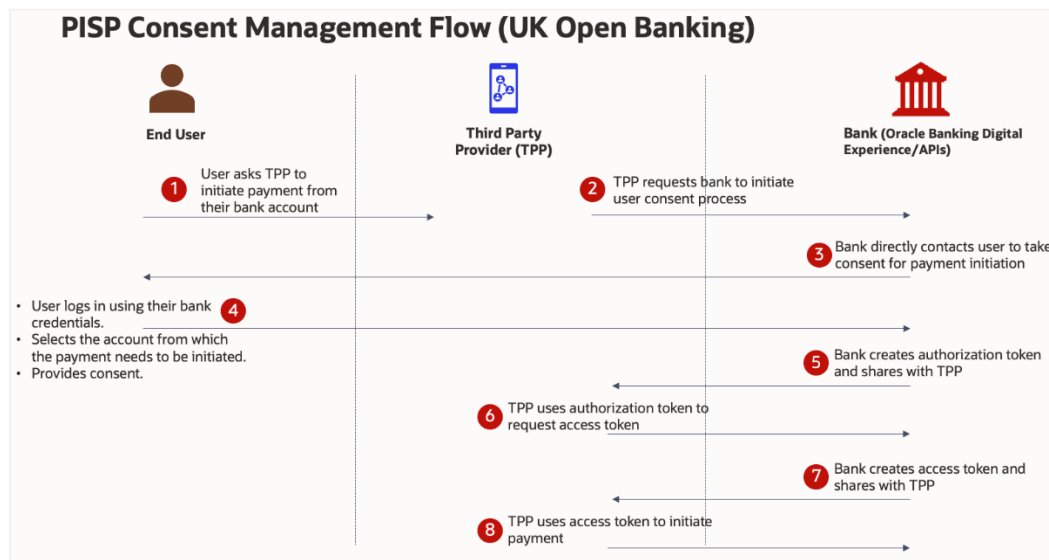 PISP Consent Management Flow (UK Open Banking)
End User
Third Party
Provider (TPP)
Bank (Oracle Banking Digital
Experience/APIs)
1
User asks TPP to
initiate payment from
their bank account
2
TPP requests bank to initiate
user consent process
3
Bank directly contacts user to take
consent for payment initiation
• User logs in using their bank
credentials.
• Selects the account from which
the payment needs to be initiated.
• Provides consent.
4
5
Bank creates authorization token
and shares with TPP
6
TPP uses authorization token to
request access token
7
Bank creates access token and
shares with TPP
8
TPP uses access token to initiate
payment